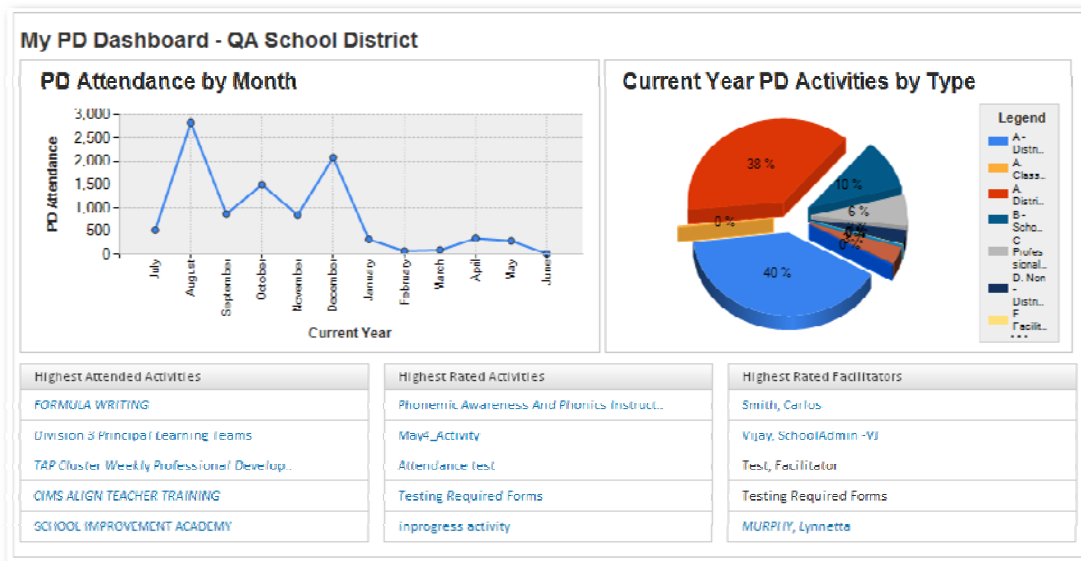 My PD Dashboard - QA School District
PD Attendance by Month
3,000
2,500
2,000
1,500
1,000
500
0
PD Attendance
July
August
September
October
November
December
January
February
March
April
May
June
Current Year
Current Year PD Activities by Type
38 %
10 %
6 %
0 %
40 %
Legend
A -
Distri..
A.
Class..
A.
Distri..
B -
Scho..
C
Profes
sional..
D. Non
-
Distri..
F
Facilit..
Highest Attended Activities
FORMULA WRITING
Division 3 Principal Learning Teams
TAP Cluster Weekly Professional Develop..
CIMS ALIGN TEACHER TRAINING
SCHOOL IMPROVEMENT ACADEMY
Highest Rated Activities
Phonemic Awareness And Phonics Instruct..
May4_Activity
Attendance test
Testing Required Forms
inprogress activity
Highest Rated Facilitators
Smith, Carlos
Vijay, SchoolAdmin -VJ
Test, Facilitator
Testing Required Forms
MURPHY, Lynnetta